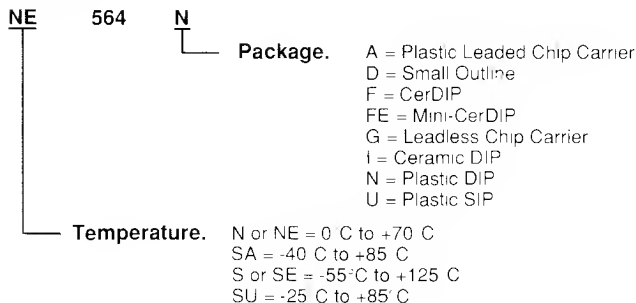 NE 564 N
Package. A = Plastic Leaded Chip Carrier
D = Small Outline
F = CerDIP
FE = Mini-CerDIP
G = Leadless Chip Carrier
I = Ceramic DIP
N = Plastic DIP
U = Plastic SIP
Temperature. N or NE = 0°C to +70°C
SA = -40°C to +85°C
S or SE = -55°C to +125°C
SU = -25°C to +85°C